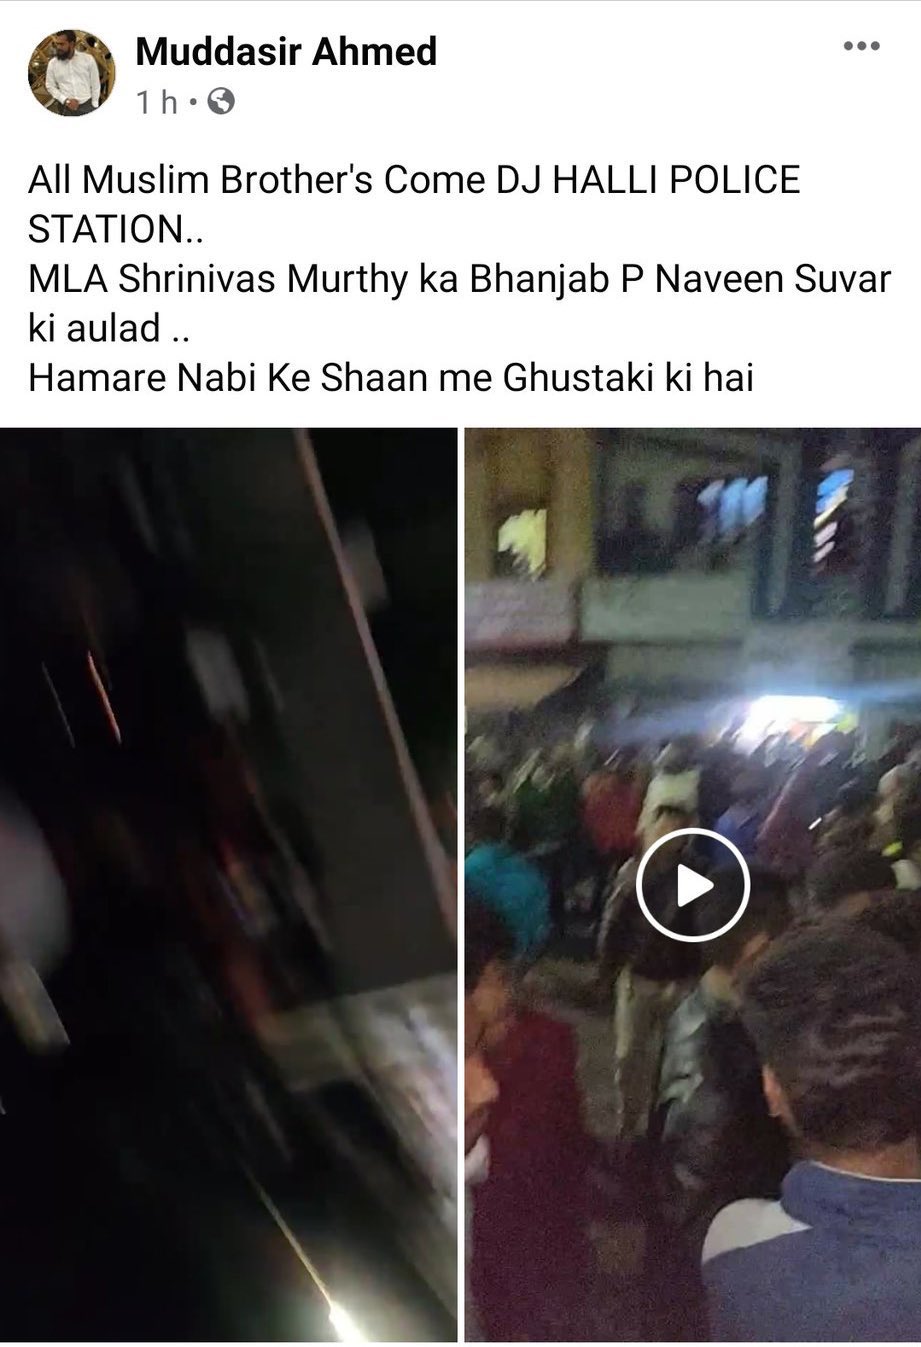 Muddasir Ahmed
1 h •
All Muslim Brother's Come DJ HALLI POLICE
STATION..
MLA Shrinivas Murthy ka Bhanjab P Naveen Suvar
ki aulad ..
Hamare Nabi Ke Shaan me Ghustaki ki hai